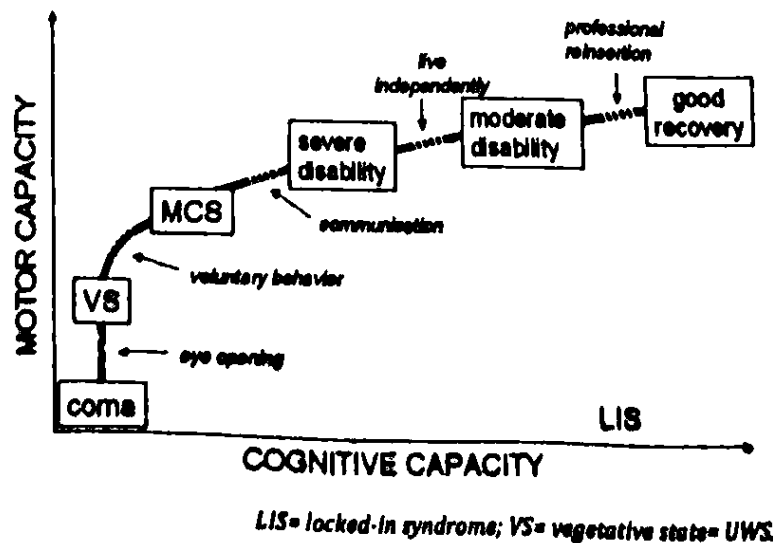 professional
reinsertion
live
independently
good
recovery
moderate
disability
severe
disability
MCS
communisation
voluntary behavior
VS
eye opening
coma
LIS
MOTOR CAPACITY
COGNITIVE CAPACITY
LIS= locked-in syndrome; VS= vegetative state= UWS.